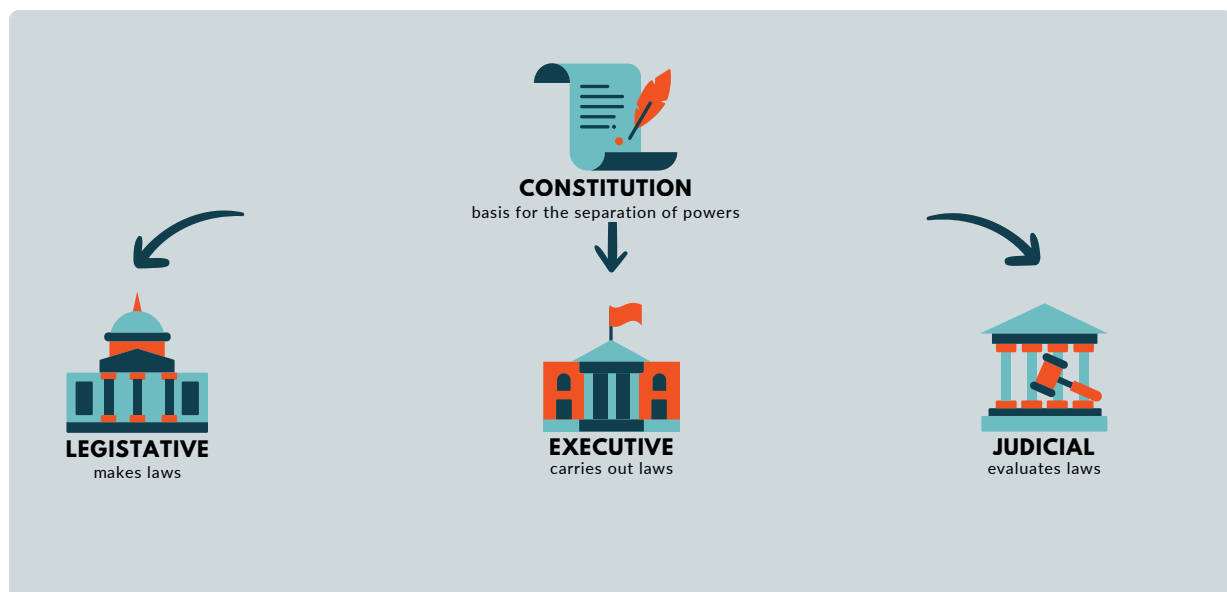 CONSTITUTION
basis for the separation of powers
LEGISTATIVE
makes laws
EXECUTIVE
carries out laws
JUDICIAL
evaluates laws